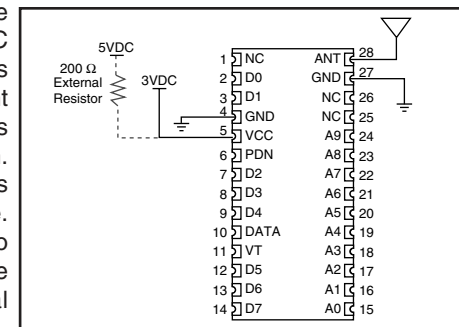 5VDC
200 Ω
External
Resistor
3VDC
1 NC
2 D0
3 D1
4 GND
5 VCC
6 PDN
7 D2
8 D3
9 D4
10 DATA
11 VT
12 D5
13 D6
14 D7
ANT 28
GND 27
NC 26
NC 25
A9 24
A8 23
A7 22
A6 21
A5 20
A4 19
A3 18
A2 17
A1 16
A0 15